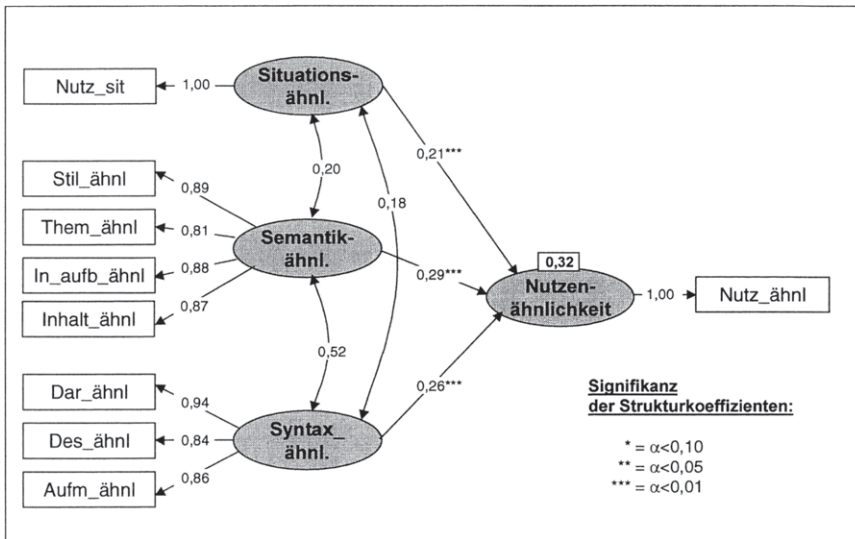 Nutz_sit
1,00
Situations-
ähnl.
0,21***
0,20
0,18
Stil_ähnl
0,89
Them_ähnl
0,81
In_aufb_ähnl
0,88
Inhalt_ähnl
0,87
Semantik-
ähnl.
0,29***
0,32
Nutzen-
ähnlichkeit
1,00
Nutz_ähnl
0,52
0,26***
Dar_ähnl
0,94
Des_ähnl
0,84
Aufm_ähnl
0,86
Syntax_
ähnl.
Signifikanz
der Strukturkoeffizienten:
* = α<0,10
** = α<0,05
*** = α<0,01